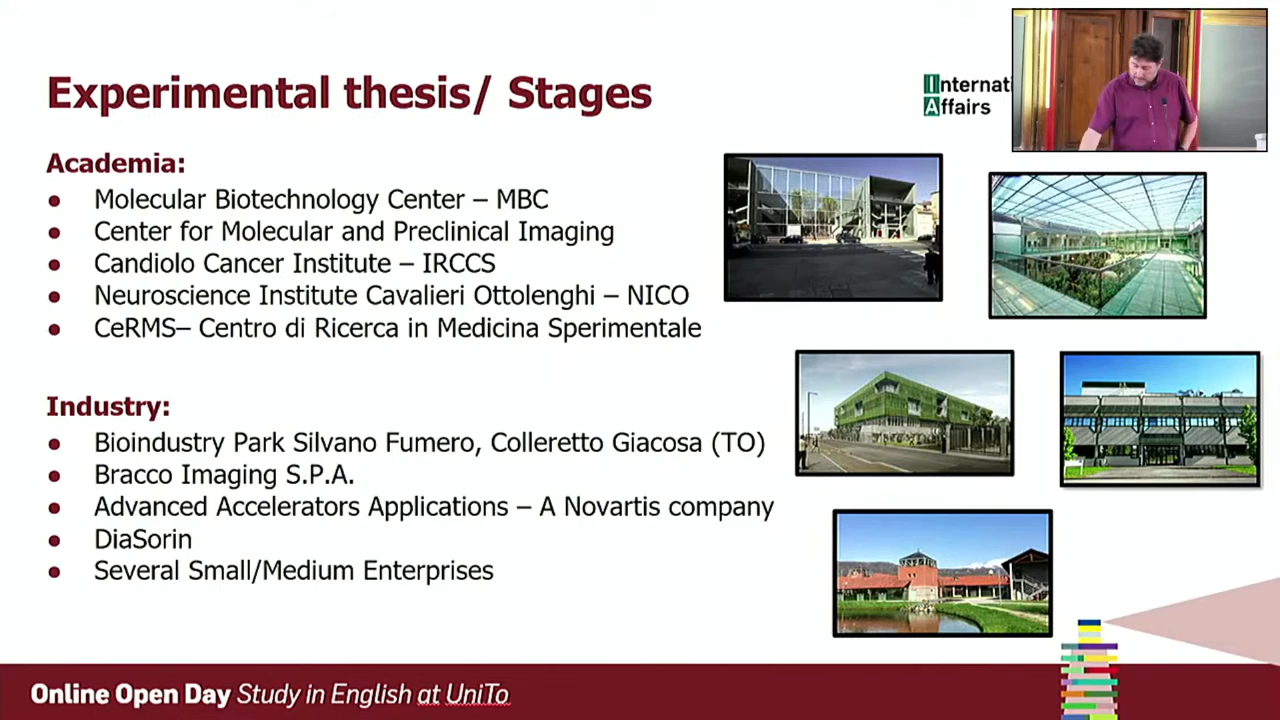 Experimental thesis/ Stages
Internati
Affairs
Academia:
Molecular Biotechnology Center – MBC
Center for Molecular and Preclinical Imaging
Candiolo Cancer Institute – IRCCS
Neuroscience Institute Cavalieri Ottolenghi – NICO
CeRMS– Centro di Ricerca in Medicina Sperimentale
Industry:
Bioindustry Park Silvano Fumero, Colleretto Giacosa (TO)
Bracco Imaging S.P.A.
Advanced Accelerators Applications – A Novartis company
DiaSorin
Several Small/Medium Enterprises
Online Open Day Study in English at UniTo